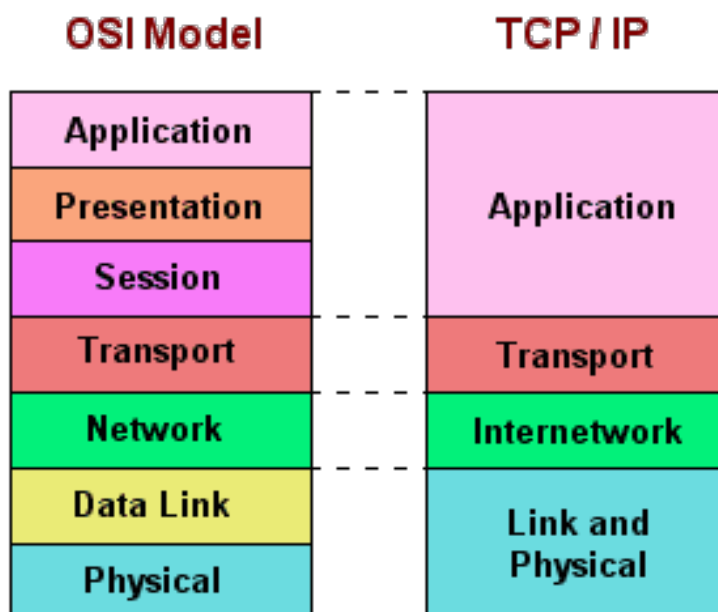 OSI Model
TCP / IP
Application
Presentation
Session
Transport
Network
Data Link
Physical
Application
Transport
Internetwork
Link and
Physical